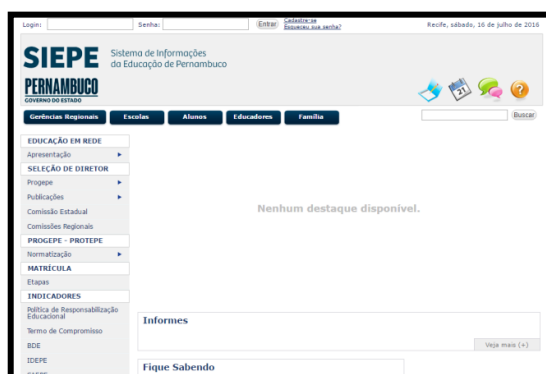 Login: Senha: Entrar Cadastre-se Recife, sábado, 16 de julho de 2016
Esqueceu sua senha?
SIEPE Sistema de Informações
da Educação de Pernambuco
PERNAMBUCO
GOVERNO DO ESTADO
21
Gerências Regionais Escolas Alunos Educadores Família Buscar
EDUCAÇÃO EM REDE
Apresentação
SELEÇÃO DE DIRETOR
Progepe
Publicações
Comissão Estadual
Comissões Regionais
PROGEPE - PROTEPE
Normatização
MATRÍCULA
Etapas
INDICADORES
Política de Responsabilização
Educacional
Termo de Compromisso
BDE
IDEPE
Nenhum destaque disponível.
Informes
Veja mais (+)
Fique Sabendo